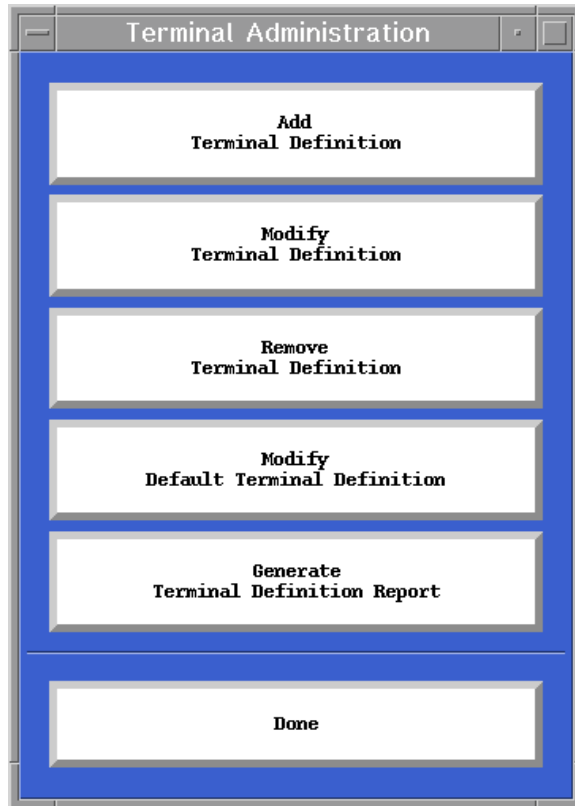 Terminal Administration
Add
Terminal Definition
Modify
Terminal Definition
Remove
Terminal Definition
Modify
Default Terminal Definition
Generate
Terminal Definition Report
Done